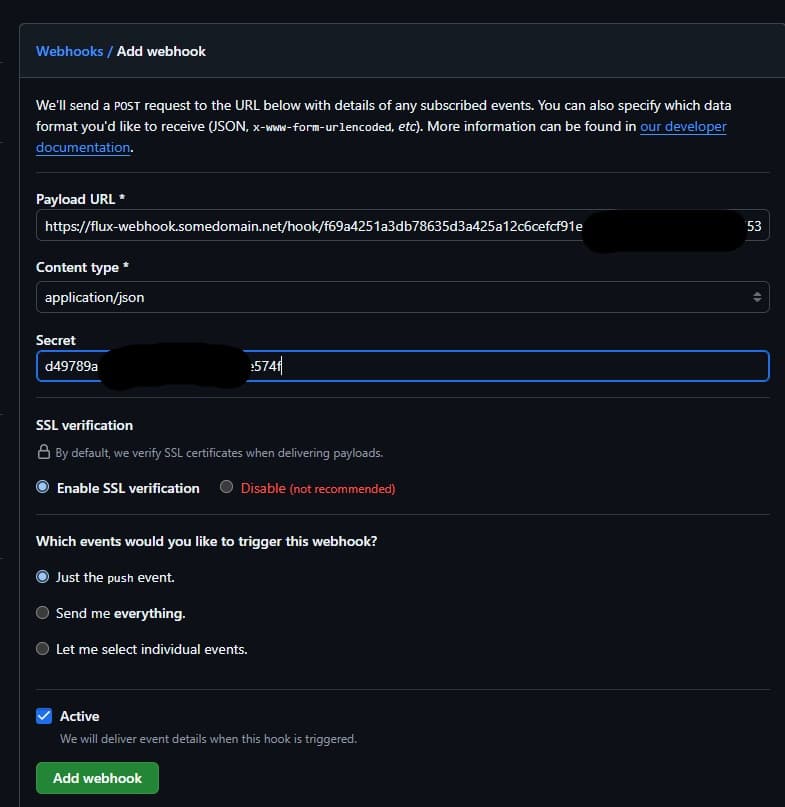 Webhooks / Add webhook
We'll send a POST request to the URL below with details of any subscribed events. You can also specify which data
format you'd like to receive (JSON, x-www-form-urlencoded, etc). More information can be found in our developer
documentation.
Payload URL *
https://flux-webhook.somedomain.net/hook/f69a4251a3db78635d3a425a12c6cefcf91e 53
Content type *
application/json
Secret
d49789a e574f
SSL verification
By default, we verify SSL certificates when delivering payloads.
Enable SSL verification Disable (not recommended)
Which events would you like to trigger this webhook?
Just the push event.
Send me everything.
Let me select individual events.
Active
We will deliver event details when this hook is triggered.
Add webhook